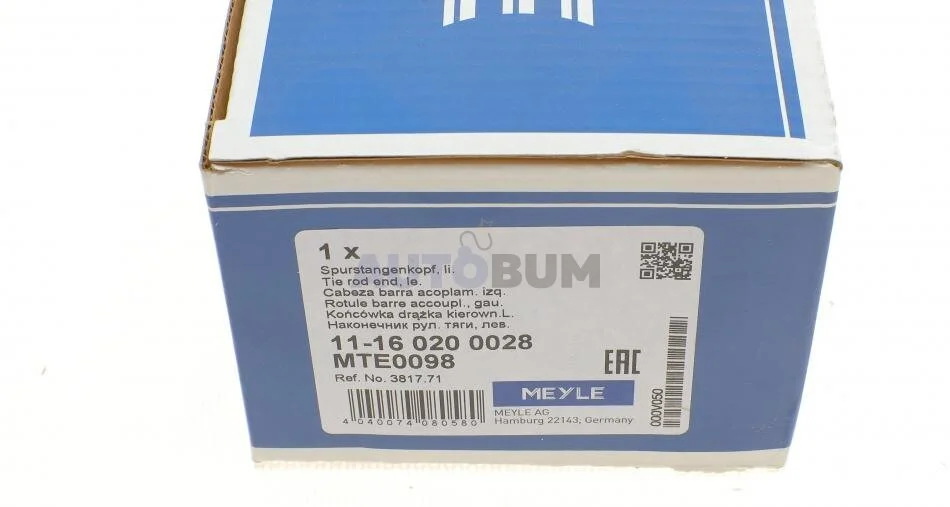 1 x
Spurstangenkopf, li.
Tie rod end, le.
Cabeza barra acoplam. izq.
Rotule barre accoupl., gau.
Końcówka drążka kierown.L.
Наконечник рул. тяги, лев.
11-16 020 0028
MTE0098
Ref. No. 3817.71
4 040074 080580
EAC
MEYLE
MEYLE AG
Hamburg 22143, Germany
000V050
AUTOBUM